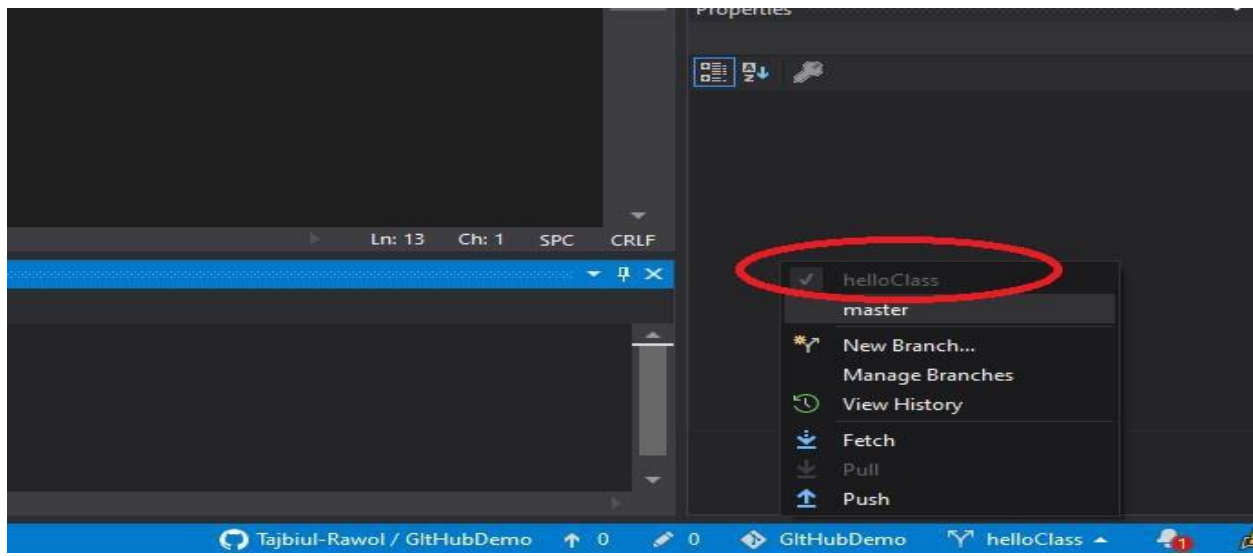 Properties
Ln: 13 Ch: 1 SPC CRLF
helloClass
master
New Branch...
Manage Branches
View History
Fetch
Pull
Push
Tajbiul-Rawol / GltHubDemo 0 0 GltHubDemo helloClass 1